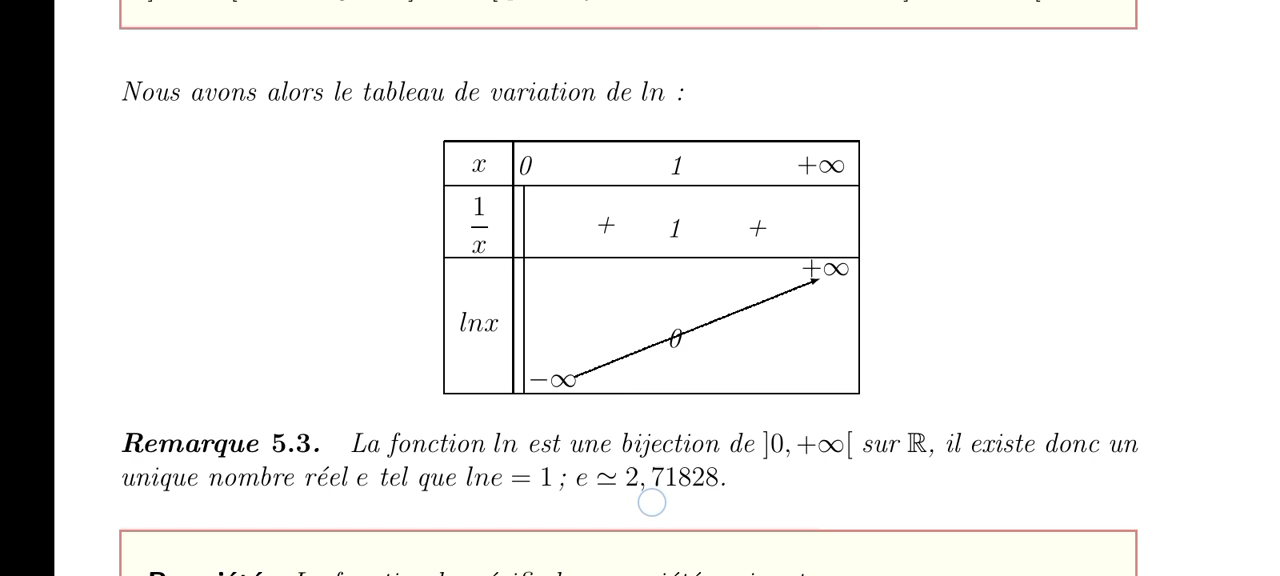 Nous avons alors le tableau de variation de ln :
x 0 1 +∞
1/x + 1 +
+∞
lnx 0
−∞
Remarque 5.3. La fonction ln est une bijection de ]0, +∞[ sur ℝ, il existe donc un
unique nombre réel e tel que lne = 1 ; e ≃ 2, 71828.